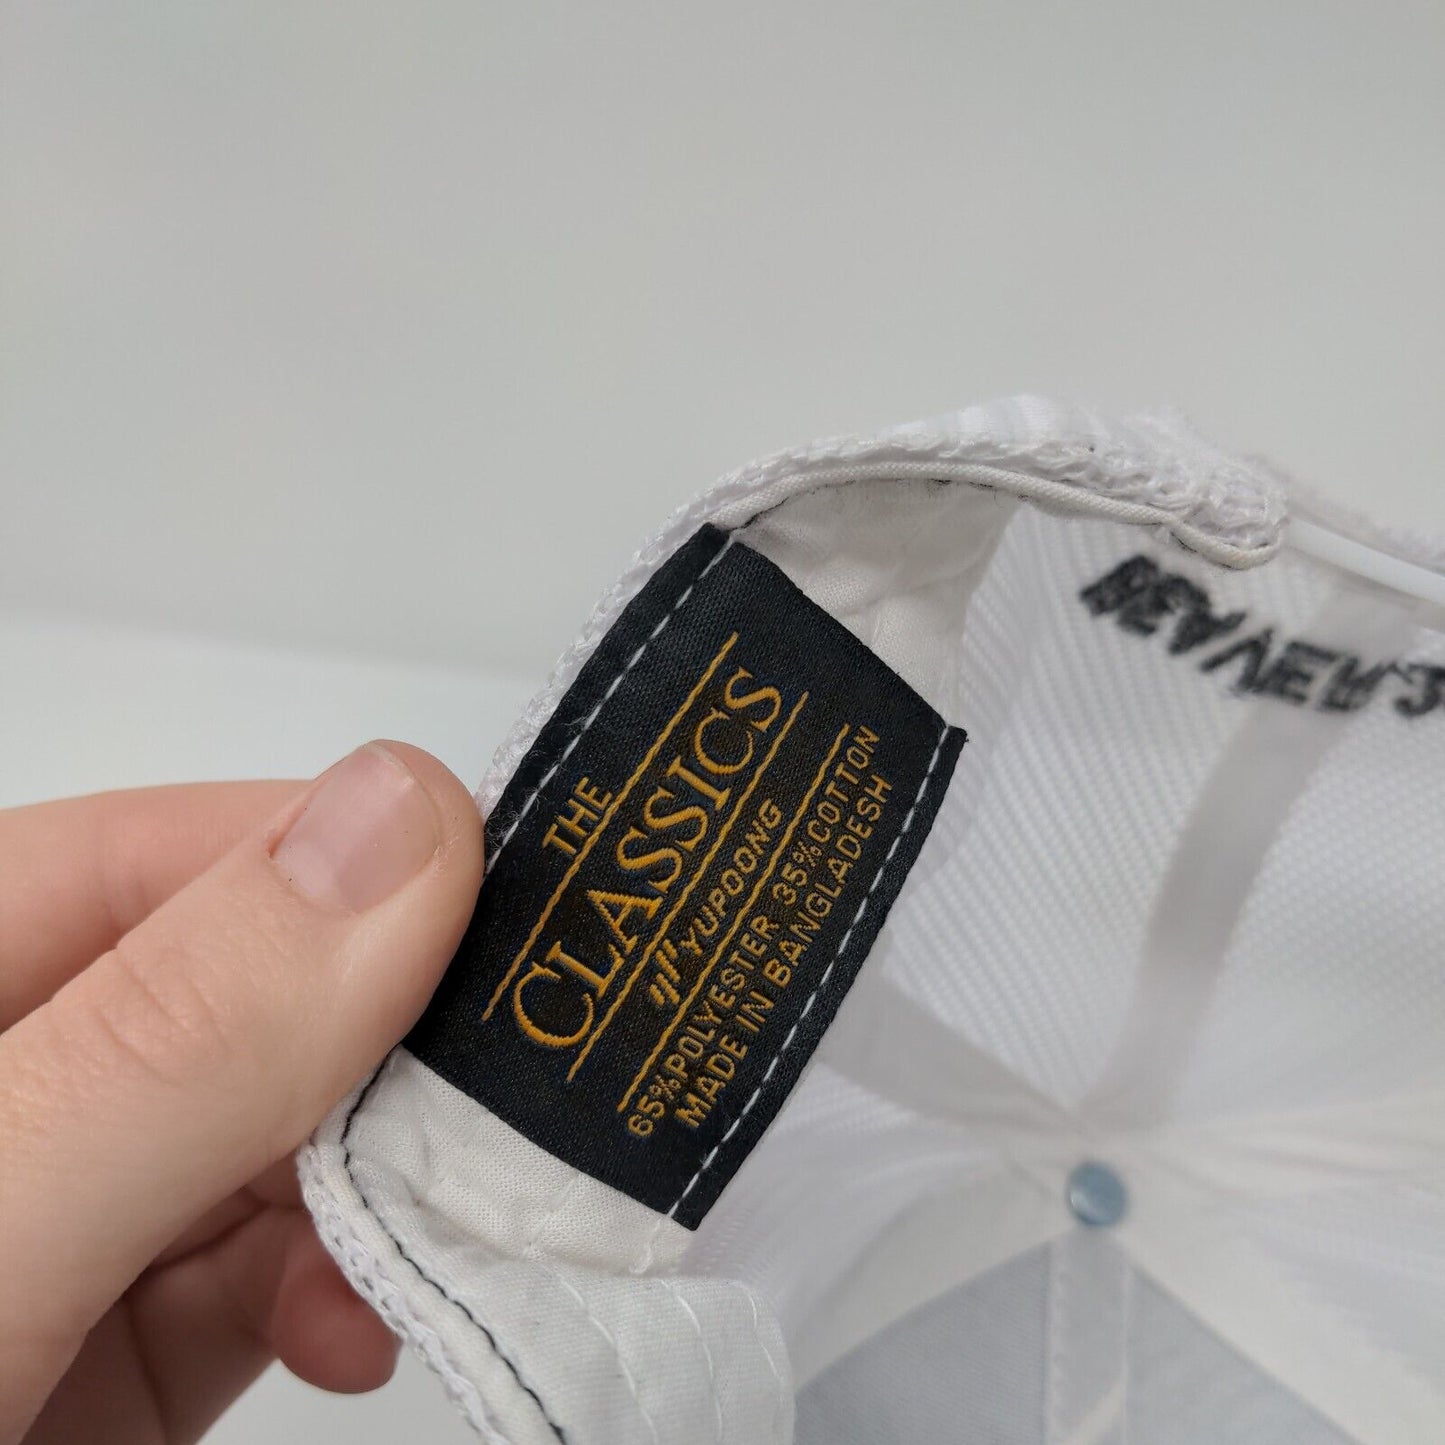 THE
CLASSICS
YUPOONG
65%POLYESTER 35%COTTON
MADE IN BANGLADESH